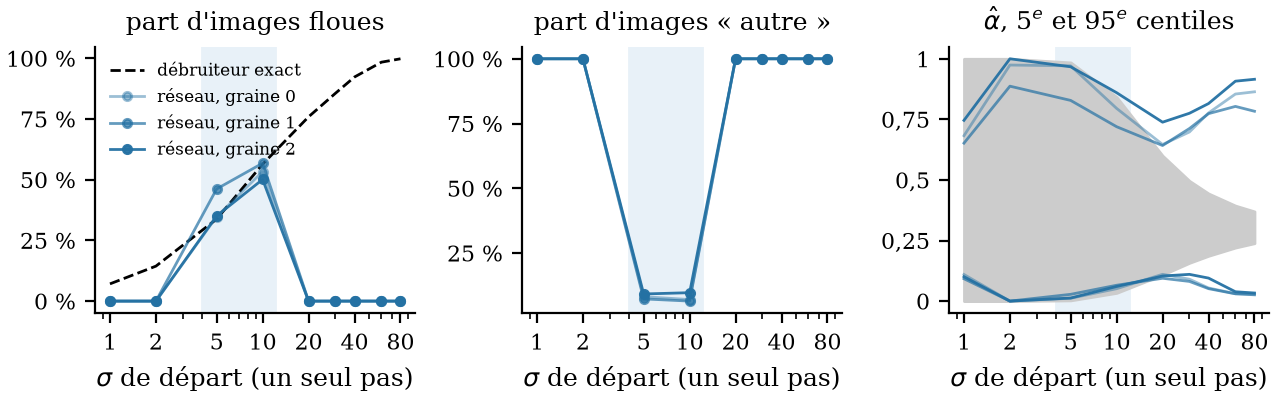 part d'images floues
100 %
75 %
50 %
25 %
0 %
débruiteur exact
réseau, graine 0
réseau, graine 1
réseau, graine 2
1 2 5 10 20 40 80
σ de départ (un seul pas)
part d'images « autre »
100 %
75 %
50 %
25 %
1 2 5 10 20 40 80
σ de départ (un seul pas)
α̂, 5ᵉ et 95ᵉ centiles
1
0,75
0,5
0,25
0
1 2 5 10 20 40 80
σ de départ (un seul pas)